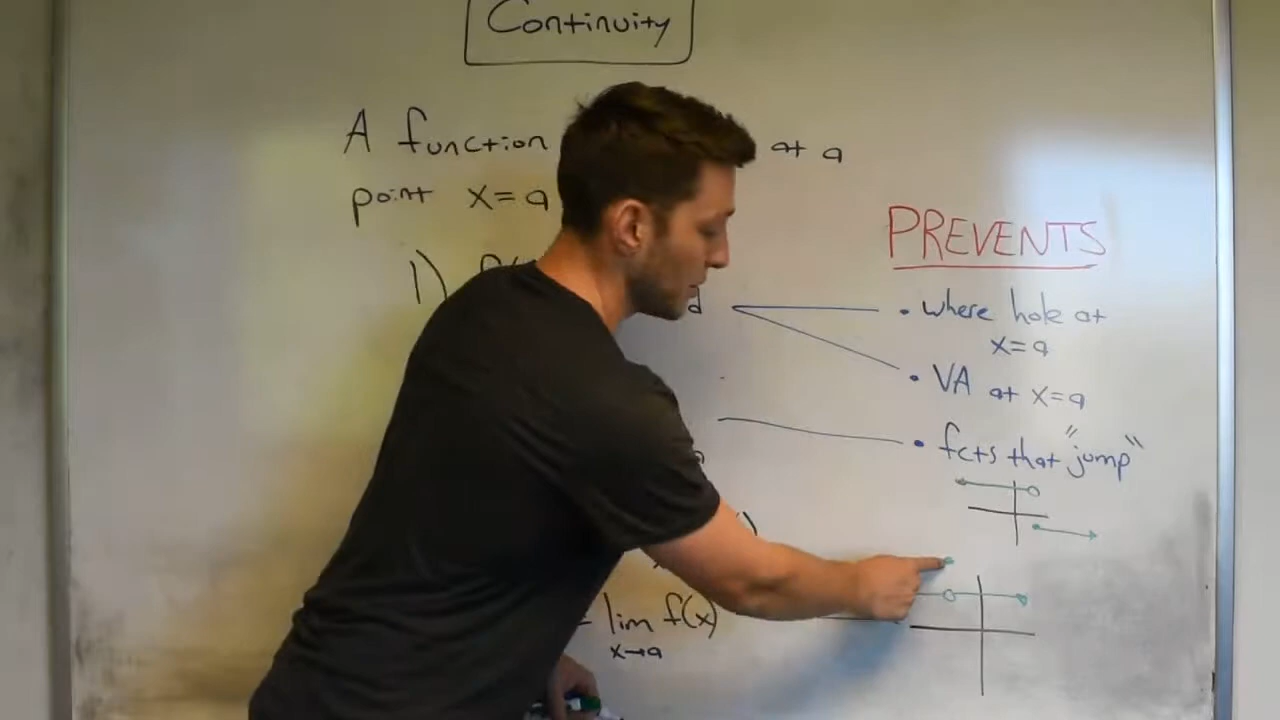 Continuity
A function at a
point x=a
PREVENTS
1) f(
d
• where hole at
x=a
• VA at x=a
• fcts that "jump"
= lim f(x)
x→a